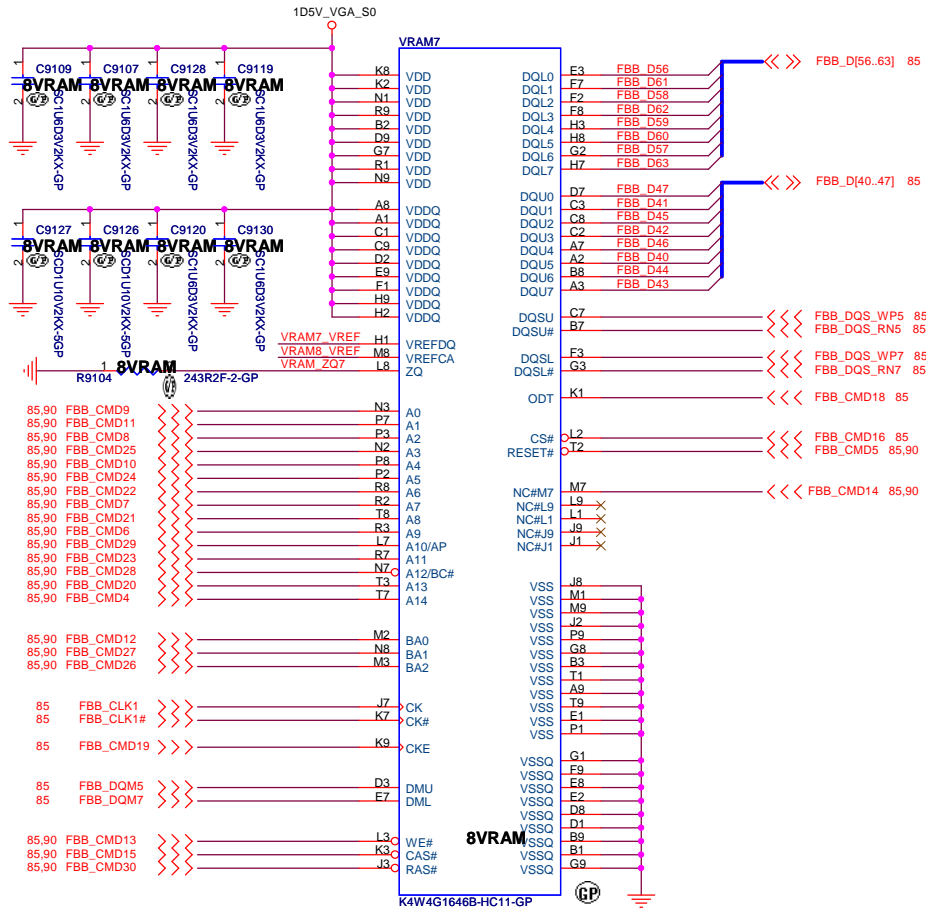 1D5V_VGA_S0
VRAM7
C9109 C9107 C9128 C9119
1 1 1 1
8VRAM 8VRAM 8VRAM 8VRAM
2 2 2 2
G/P G/P G/P G/P
SC1U6D3V2KX-GP SC1U6D3V2KX-GP SC1U6D3V2KX-GP SC1U6D3V2KX-GP
C9127 C9126 C9120 C9130
1 1 1 1
8VRAM 8VRAM 8VRAM 8VRAM
2 2 2 2
G/P G/P G/P G/P
SCD1U10V2KX-5GP SCD1U10V2KX-5GP SC1U6D3V2KX-GP SC1U6D3V2KX-GP
K8 VDD
K2 VDD
N1 VDD
R9 VDD
B2 VDD
D9 VDD
G7 VDD
R1 VDD
N9 VDD
A8 VDDQ
A1 VDDQ
C1 VDDQ
C9 VDDQ
D2 VDDQ
E9 VDDQ
F1 VDDQ
H9 VDDQ
H2 VDDQ
VRAM7_VREF H1 VREFDQ
VRAM8_VREF M8 VREFCA
VRAM_ZQ7 L8 ZQ
1 8VRAM
R9104 243R2F-2-GP
85,90 FBB_CMD9 N3 A0
85,90 FBB_CMD11 P7 A1
85,90 FBB_CMD8 P3 A2
85,90 FBB_CMD25 N2 A3
85,90 FBB_CMD10 P8 A4
85,90 FBB_CMD24 P2 A5
85,90 FBB_CMD22 R8 A6
85,90 FBB_CMD7 R2 A7
85,90 FBB_CMD21 T8 A8
85,90 FBB_CMD6 R3 A9
85,90 FBB_CMD29 L7 A10/AP
85,90 FBB_CMD23 R7 A11
85,90 FBB_CMD28 N7 A12/BC#
85,90 FBB_CMD20 T3 A13
85,90 FBB_CMD4 T7 A14
85,90 FBB_CMD12 M2 BA0
85,90 FBB_CMD27 N8 BA1
85,90 FBB_CMD26 M3 BA2
85 FBB_CLK1 J7 CK
85 FBB_CLK1# K7 CK#
85 FBB_CMD19 K9 CKE
85 FBB_DQM5 D3 DMU
85 FBB_DQM7 E7 DML
85,90 FBB_CMD13 L3 WE#
85,90 FBB_CMD15 K3 CAS#
85,90 FBB_CMD30 J3 RAS#
FBB_D[56..63] 85
DQL0 E3 FBB_D56
DQL1 F7 FBB_D61
DQL2 F2 FBB_D58
DQL3 F8 FBB_D62
DQL4 H3 FBB_D59
DQL5 H8 FBB_D60
DQL6 G2 FBB_D57
DQL7 H7 FBB_D63
FBB_D[40..47] 85
DQU0 D7 FBB_D47
DQU1 C3 FBB_D41
DQU2 C8 FBB_D45
DQU3 C2 FBB_D42
DQU4 A7 FBB_D46
DQU5 A2 FBB_D40
DQU6 B8 FBB_D44
DQU7 A3 FBB_D43
DQSU C7 FBB_DQS_WP5 85
DQSU# B7 FBB_DQS_RN5 85
DQSL F3 FBB_DQS_WP7 85
DQSL# G3 FBB_DQS_RN7 85
ODT K1 FBB_CMD18 85
CS# L2 FBB_CMD16 85
RESET# T2 FBB_CMD5 85,90
NC#M7 M7 FBB_CMD14 85,90
NC#L9 L9
NC#L1 L1
NC#J9 J9
NC#J1 J1
VSS J8
VSS M1
VSS M9
VSS J2
VSS P9
VSS G8
VSS B3
VSS T1
VSS A9
VSS T9
VSS E1
VSS P1
VSSQ G1
VSSQ F9
VSSQ E8
VSSQ E2
VSSQ D8
VSSQ D1
VSSQ B9
VSSQ B1
VSSQ G9
8VRAM
GP
K4W4G1646B-HC11-GP